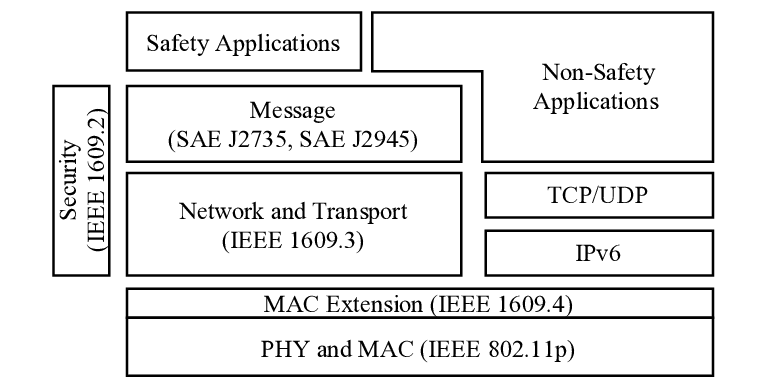 Safety Applications
Non-Safety
Applications
Message
(SAE J2735, SAE J2945)
Security
(IEEE 1609.2)
Network and Transport
(IEEE 1609.3)
TCP/UDP
IPv6
MAC Extension (IEEE 1609.4)
PHY and MAC (IEEE 802.11p)